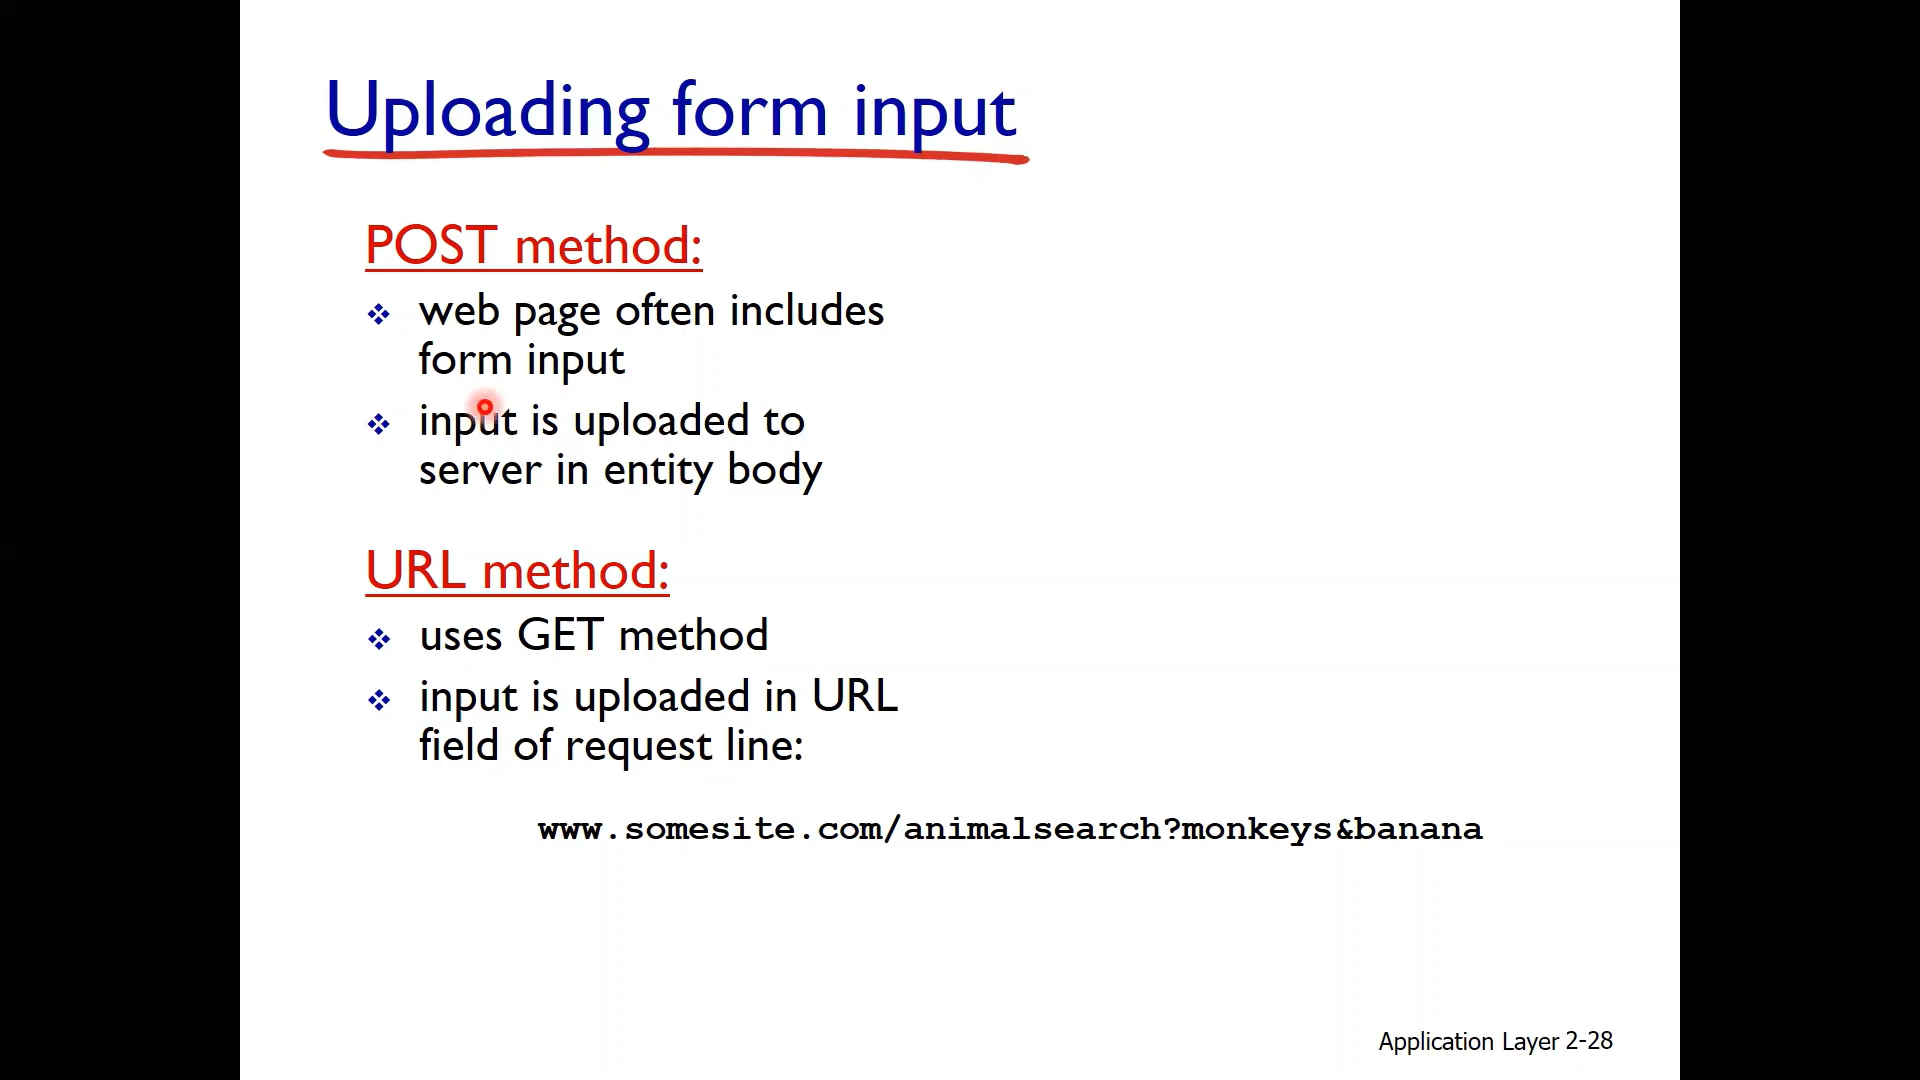 Uploading form input
POST method:
web page often includes
form input
input is uploaded to
server in entity body
URL method:
uses GET method
input is uploaded in URL
field of request line:
www.somesite.com/animalsearch?monkeys&banana
Application Layer 2-28